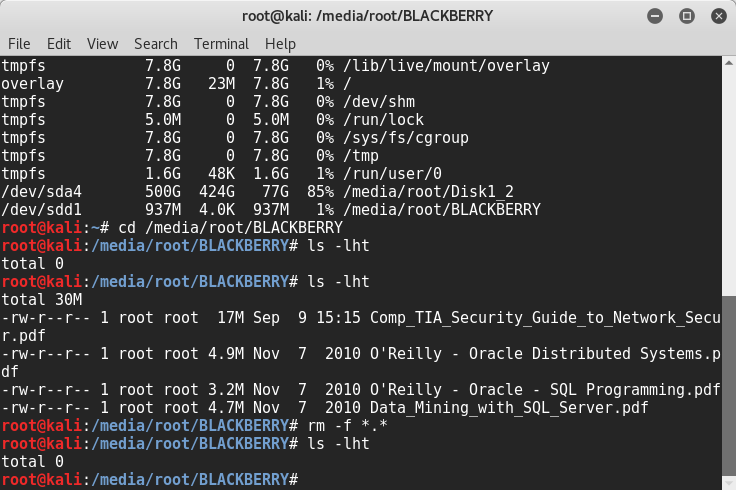 root@kali: /media/root/BLACKBERRY
File Edit View Search Terminal Help
tmpfs 7.8G 0 7.8G 0% /lib/live/mount/overlay
overlay 7.8G 23M 7.8G 1% /
tmpfs 7.8G 0 7.8G 0% /dev/shm
tmpfs 5.0M 0 5.0M 0% /run/lock
tmpfs 7.8G 0 7.8G 0% /sys/fs/cgroup
tmpfs 7.8G 0 7.8G 0% /tmp
tmpfs 1.6G 48K 1.6G 1% /run/user/0
/dev/sda4 500G 424G 77G 85% /media/root/Disk1_2
/dev/sdd1 937M 4.0K 937M 1% /media/root/BLACKBERRY
root@kali:~# cd /media/root/BLACKBERRY
root@kali:/media/root/BLACKBERRY# ls -lht
total 0
root@kali:/media/root/BLACKBERRY# ls -lht
total 30M
-rw-r--r-- 1 root root 17M Sep 9 15:15 Comp_TIA_Security_Guide_to_Network_Secu
r.pdf
-rw-r--r-- 1 root root 4.9M Nov 7 2010 O'Reilly - Oracle Distributed Systems.p
df
-rw-r--r-- 1 root root 3.2M Nov 7 2010 O'Reilly - Oracle - SQL Programming.pdf
-rw-r--r-- 1 root root 4.7M Nov 7 2010 Data_Mining_with_SQL_Server.pdf
root@kali:/media/root/BLACKBERRY# rm -f *.*
root@kali:/media/root/BLACKBERRY# ls -lht
total 0
root@kali:/media/root/BLACKBERRY#